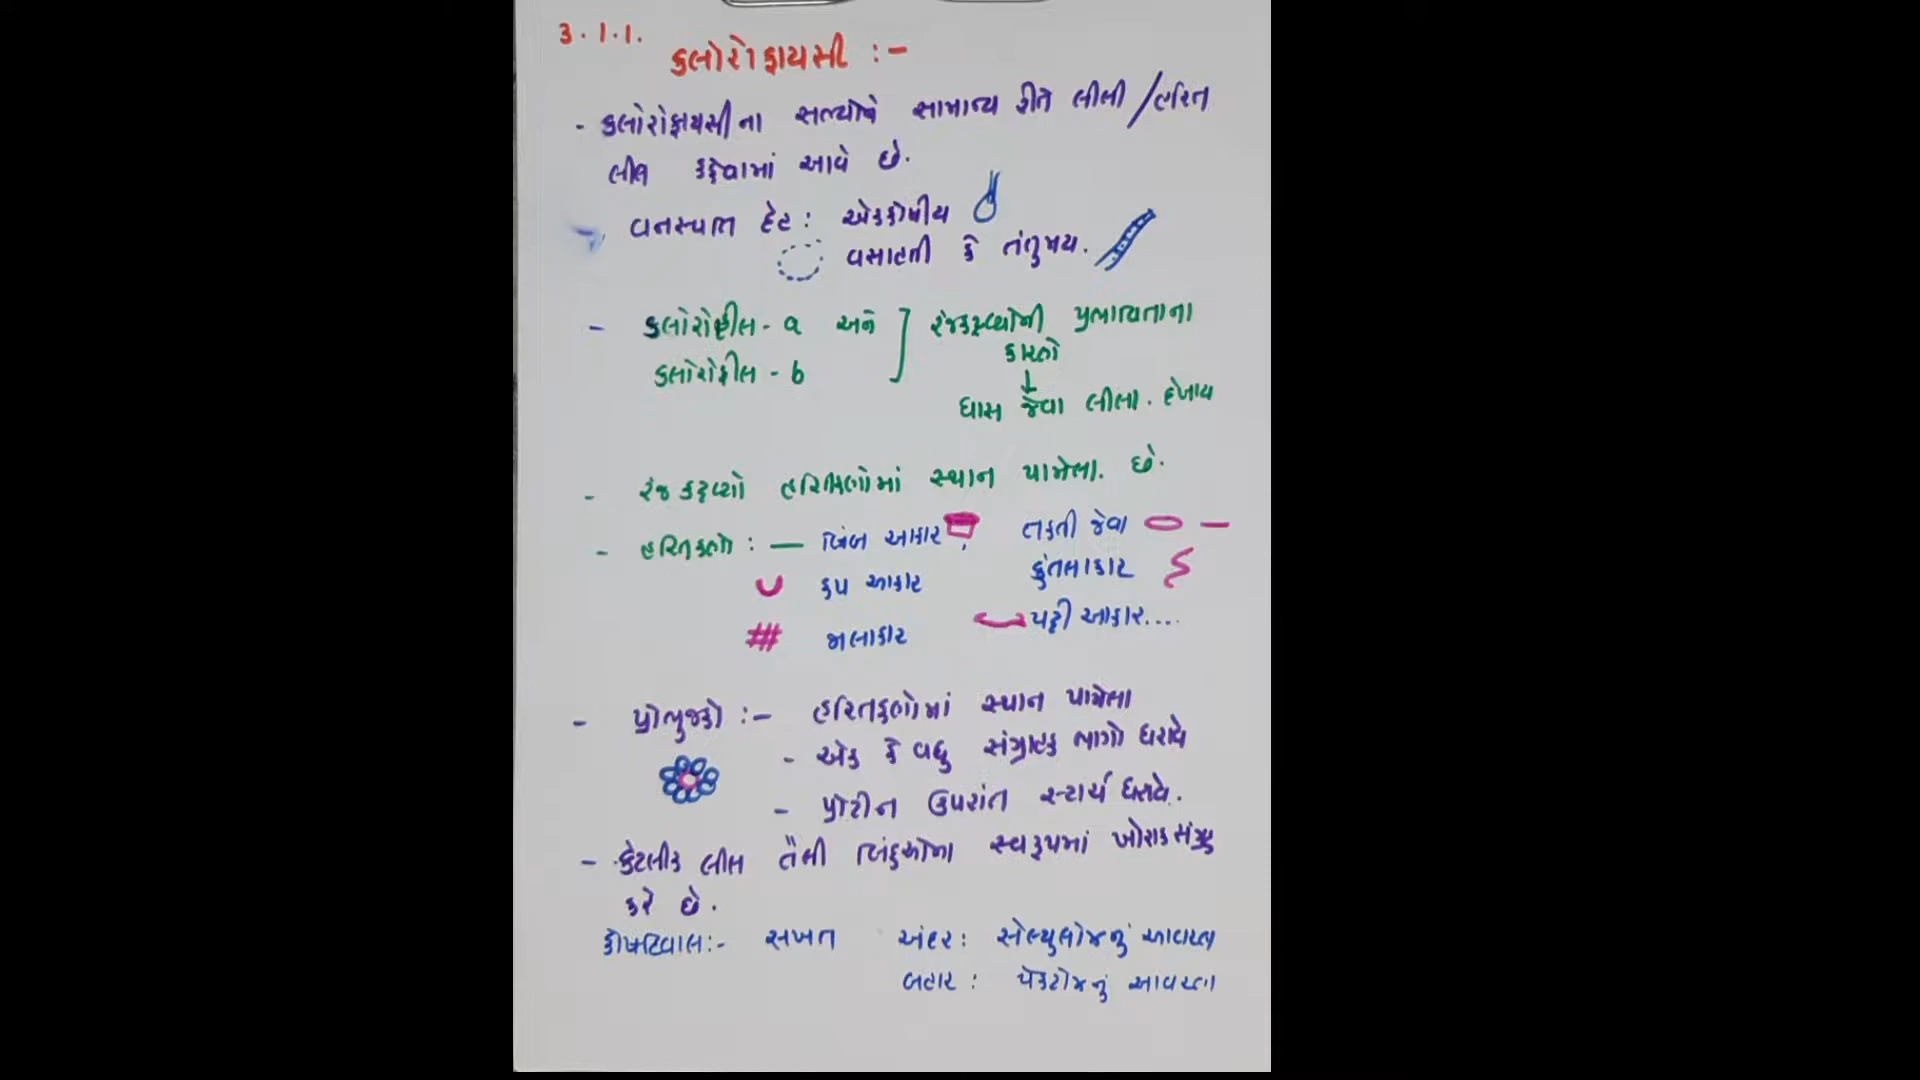 ૩.1.1.
ક્લોરોફાયસી :-
- ક્લોરોફાયસીના સભ્યોને સામાન્ય રીતે લીલી / હરિત
લીલ કહેવામાં આવે છે.
- વનસ્પતિ દેહ : એકકોષીય
વસાહતી કે તંતુમય.
- ક્લોરોફીલ - a અને ] રંજકદ્રવ્યોની પ્રભાવિતાના
કારણે
ક્લોરોફીલ - b
↓
ઘાસ જેવા લીલા. દેખાય
- રંજકદ્રવ્યો હરિતકણોમાં સ્થાન પામેલા. છે.
- હરિતકણો : — બિંબ આકાર તકતી જેવા
કપ આકાર કુંતલાકાર
જાલાકાર પટ્ટી આકાર....
- પ્રોભુજકો :- હરિતકણોમાં સ્થાન પામેલા
- એક કે વધુ સંગ્રાહક ભાગો ધરાવે
- પ્રોટીન ઉપરાંત સ્ટાર્ચ ધરાવે.
- કેટલીક લીલ તૈલી બિંદુઓના સ્વરૂપમાં ખોરાક સંગ્રહ
કરે છે.
કોષદિવાલ :- સખત અંદર : સેલ્યુલોઝનું આવરણ
બહાર : પેક્ટોઝનું આવરણ